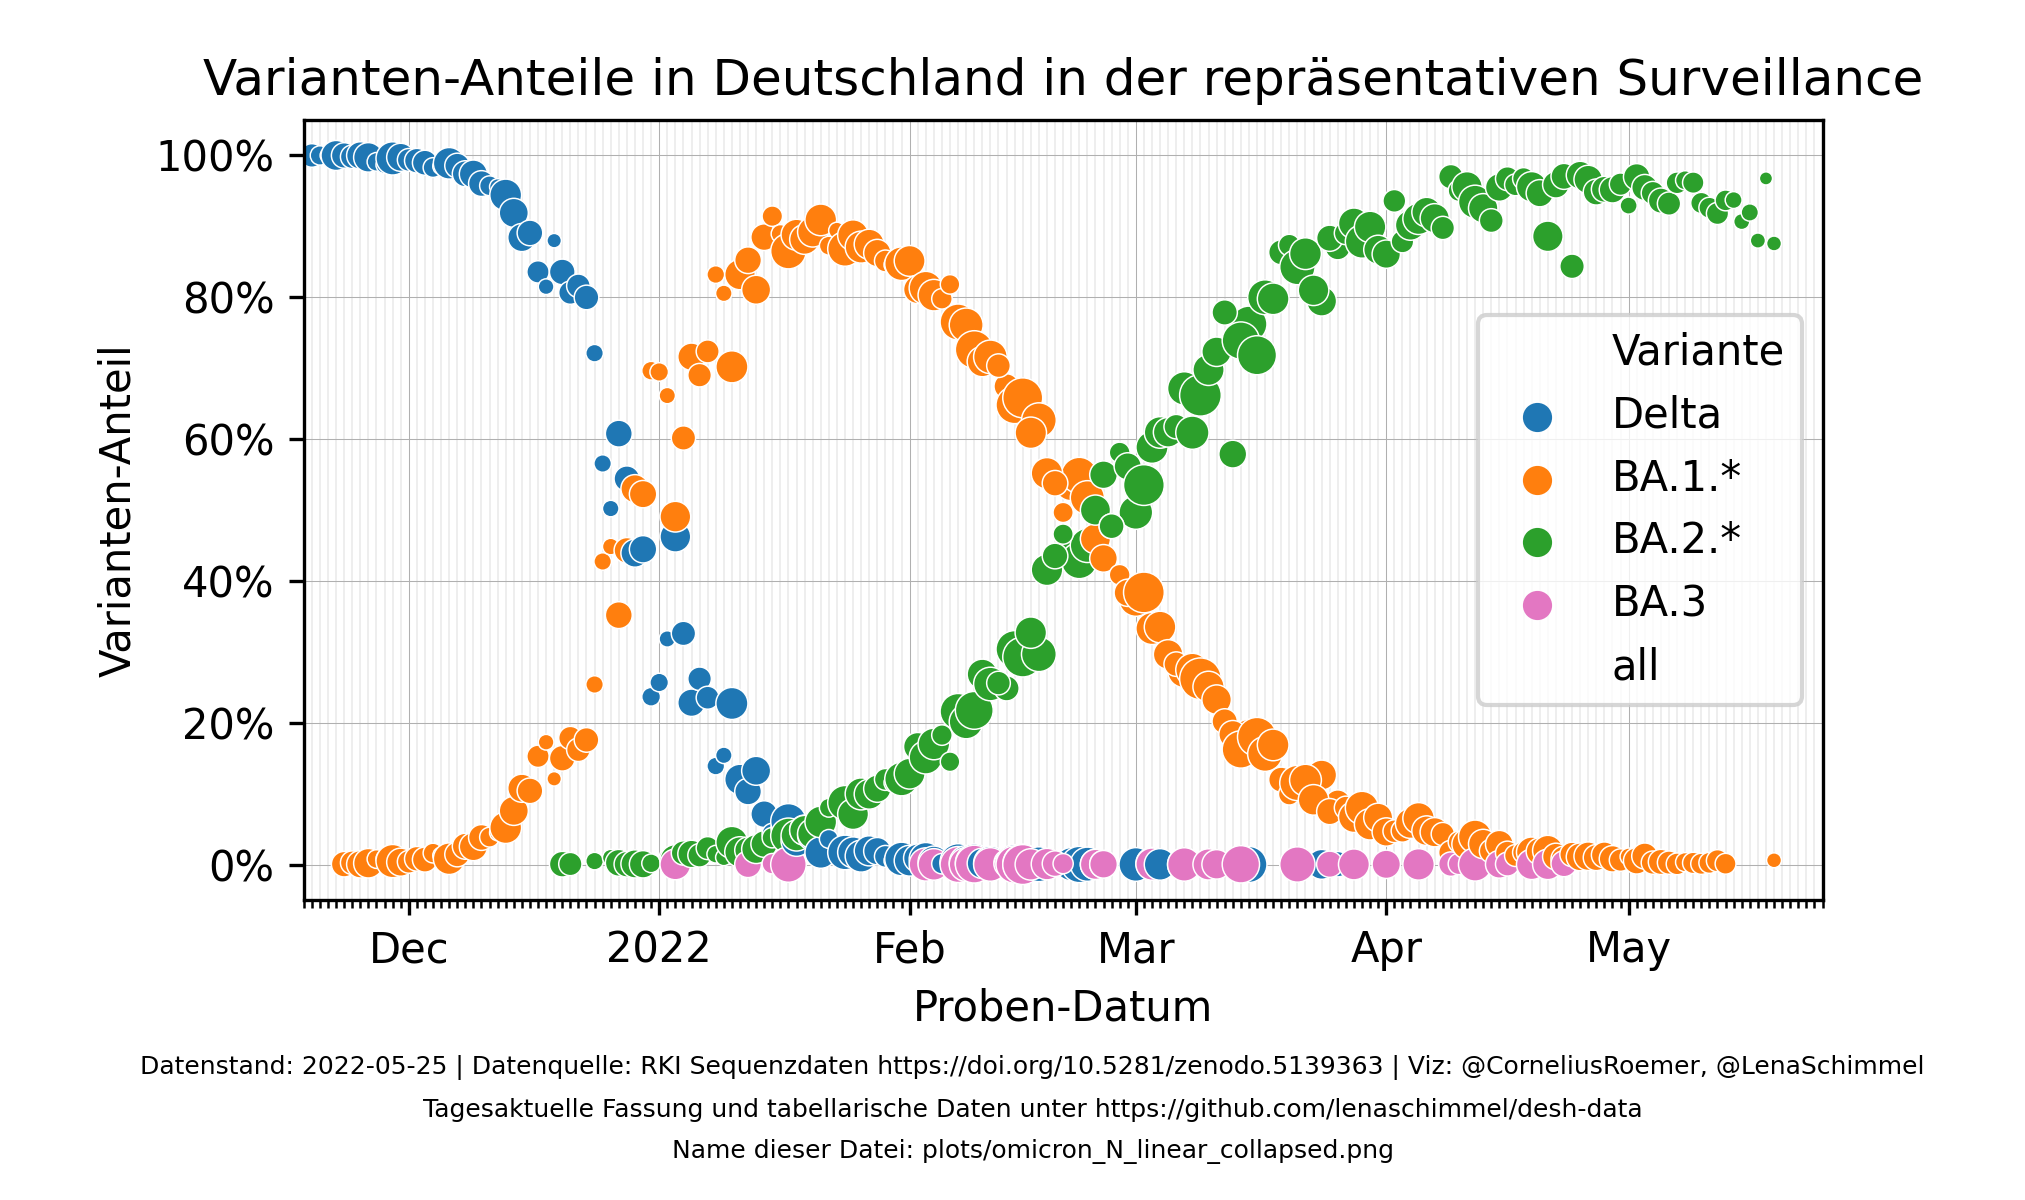 Varianten-Anteile in Deutschland in der repräsentativen Surveillance
100%
80%
60%
40%
20%
0%
Varianten-Anteil
Variante
Delta
BA.1.*
BA.2.*
BA.3
all
Dec 2022 Feb Mar Apr May
Proben-Datum
Datenstand: 2022-05-25 | Datenquelle: RKI Sequenzdaten https://doi.org/10.5281/zenodo.5139363 | Viz: @CorneliusRoemer, @LenaSchimmel
Tagesaktuelle Fassung und tabellarische Daten unter https://github.com/lenaschimmel/desh-data
Name dieser Datei: plots/omicron_N_linear_collapsed.png